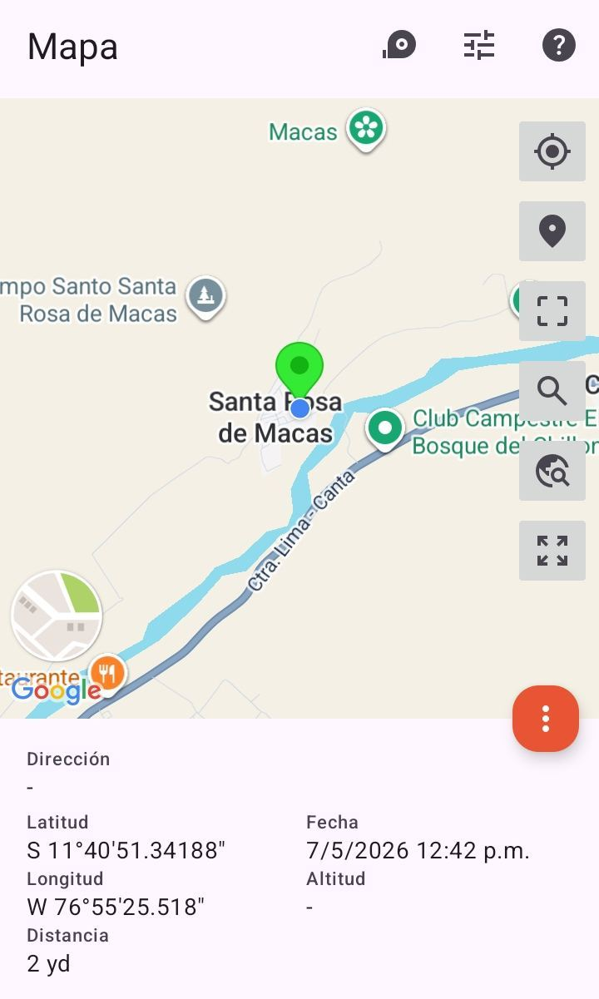 Mapa
Macas
mpo Santo Santa
Rosa de Macas
Santa Rosa
de Macas
Club Campestre E
Bosque del Chillon
Ctra. Lima - Canta
taurante
Google
Dirección
-
Latitud
S 11°40'51.34188"
Fecha
7/5/2026 12:42 p.m.
Longitud
W 76°55'25.518"
Altitud
-
Distancia
2 yd